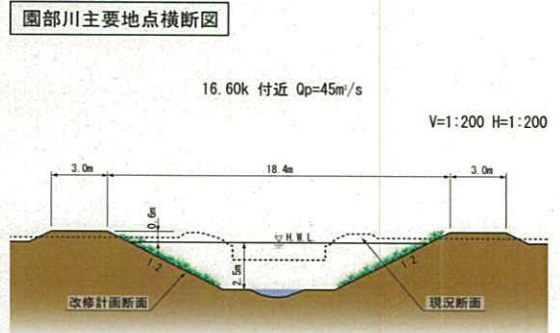 園部川主要地点横断図
16.60k 付近 Qp=45m³/s
V=1:200 H=1:200
3.0m
18.4m
3.0m
0.6m
H.W.L.
2.5m
1:2
1:2
改修計画断面
現況断面